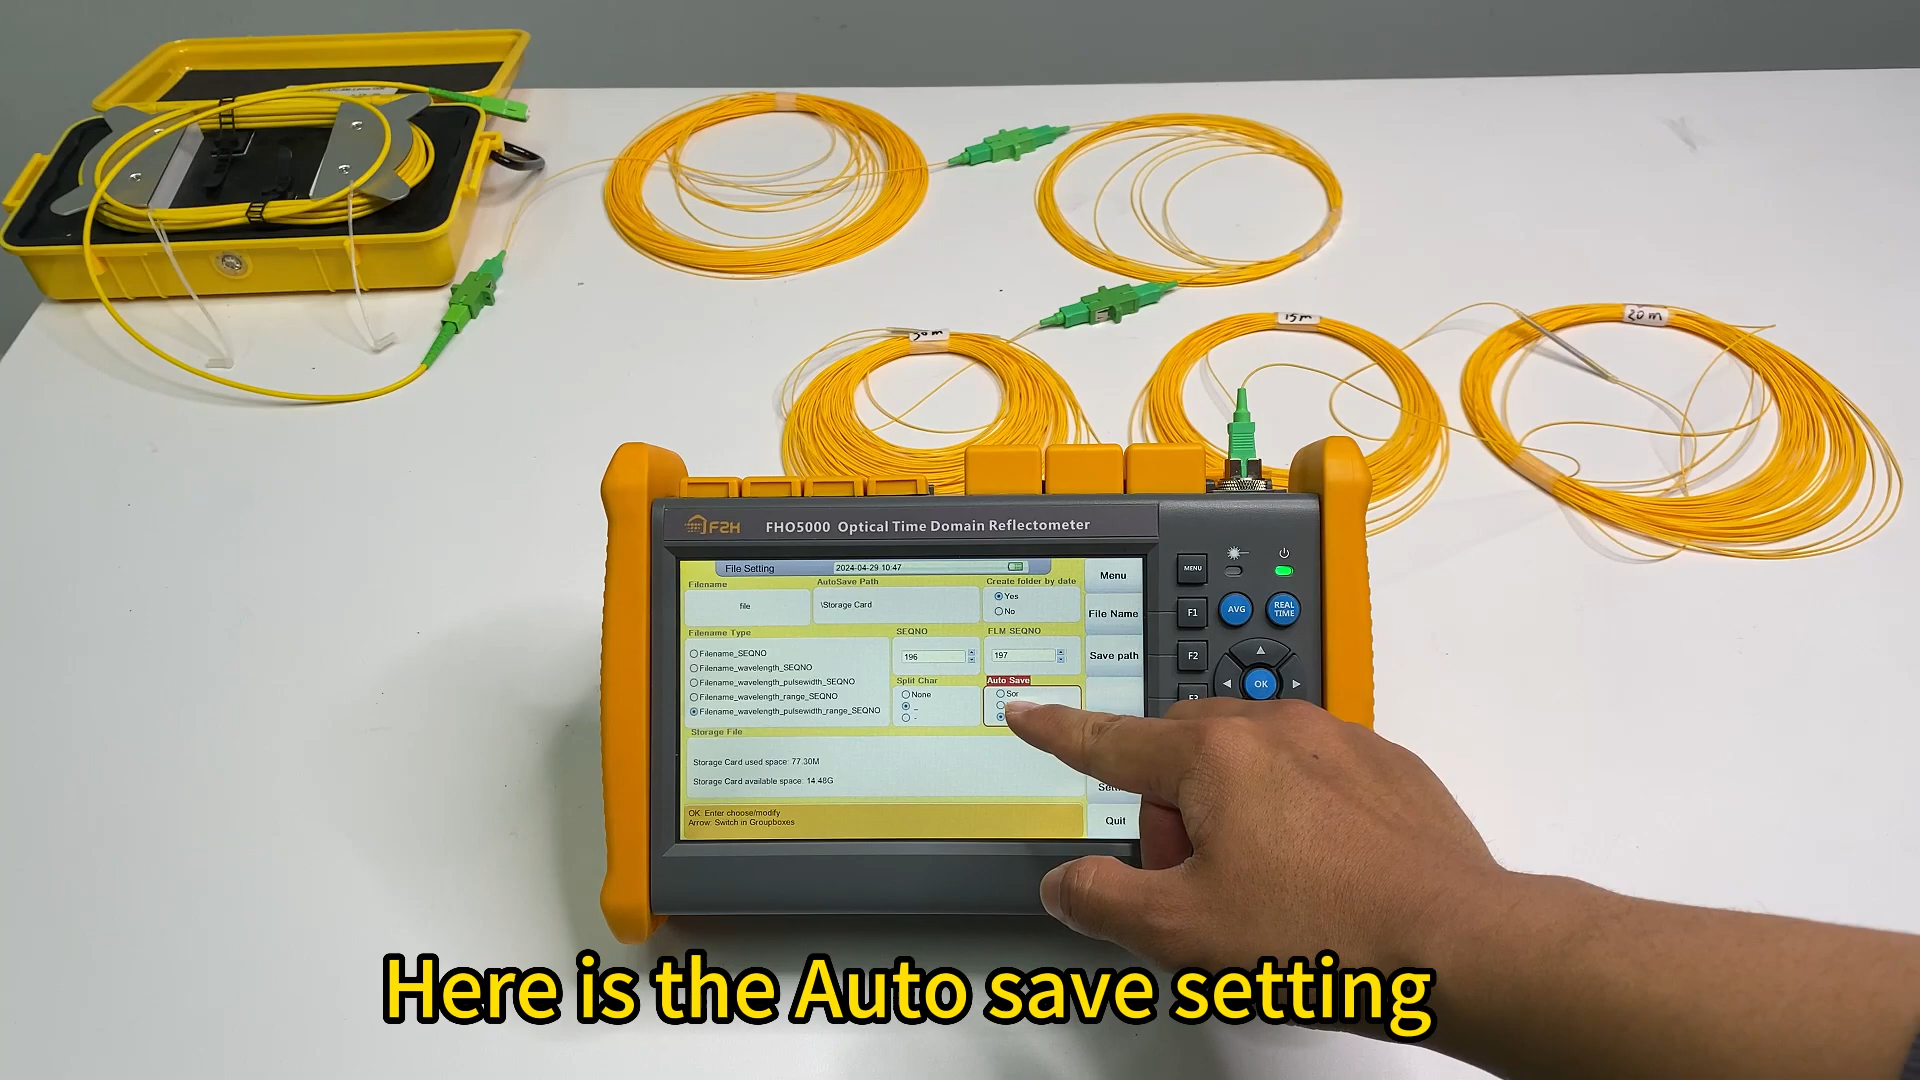 30m
15m
20m
F2H
FHO5000 Optical Time Domain Reflectometer
File Setting
2024-04-29 10:47
Filename
file
AutoSave Path
\Storage Card
Create folder by date
Yes
No
Filename Type
Filename_SEQNO
Filename_wavelength_SEQNO
Filename_wavelength_pulsewidth_SEQNO
Filename_wavelength_range_SEQNO
Filename_wavelength_pulsewidth_range_SEQNO
SEQNO
196
FLM SEQNO
197
Split Char
None
_
-
Auto Save
Sor
Storage File
Storage Card used space: 77.30M
Storage Card available space: 14.48G
OK: Enter choose/modify
Arrow: Switch in Groupboxes
Menu
File Name
Save path
Quit
MENU
F1
F2
F3
AVG
REAL
TIME
OK
Here is the Auto save setting